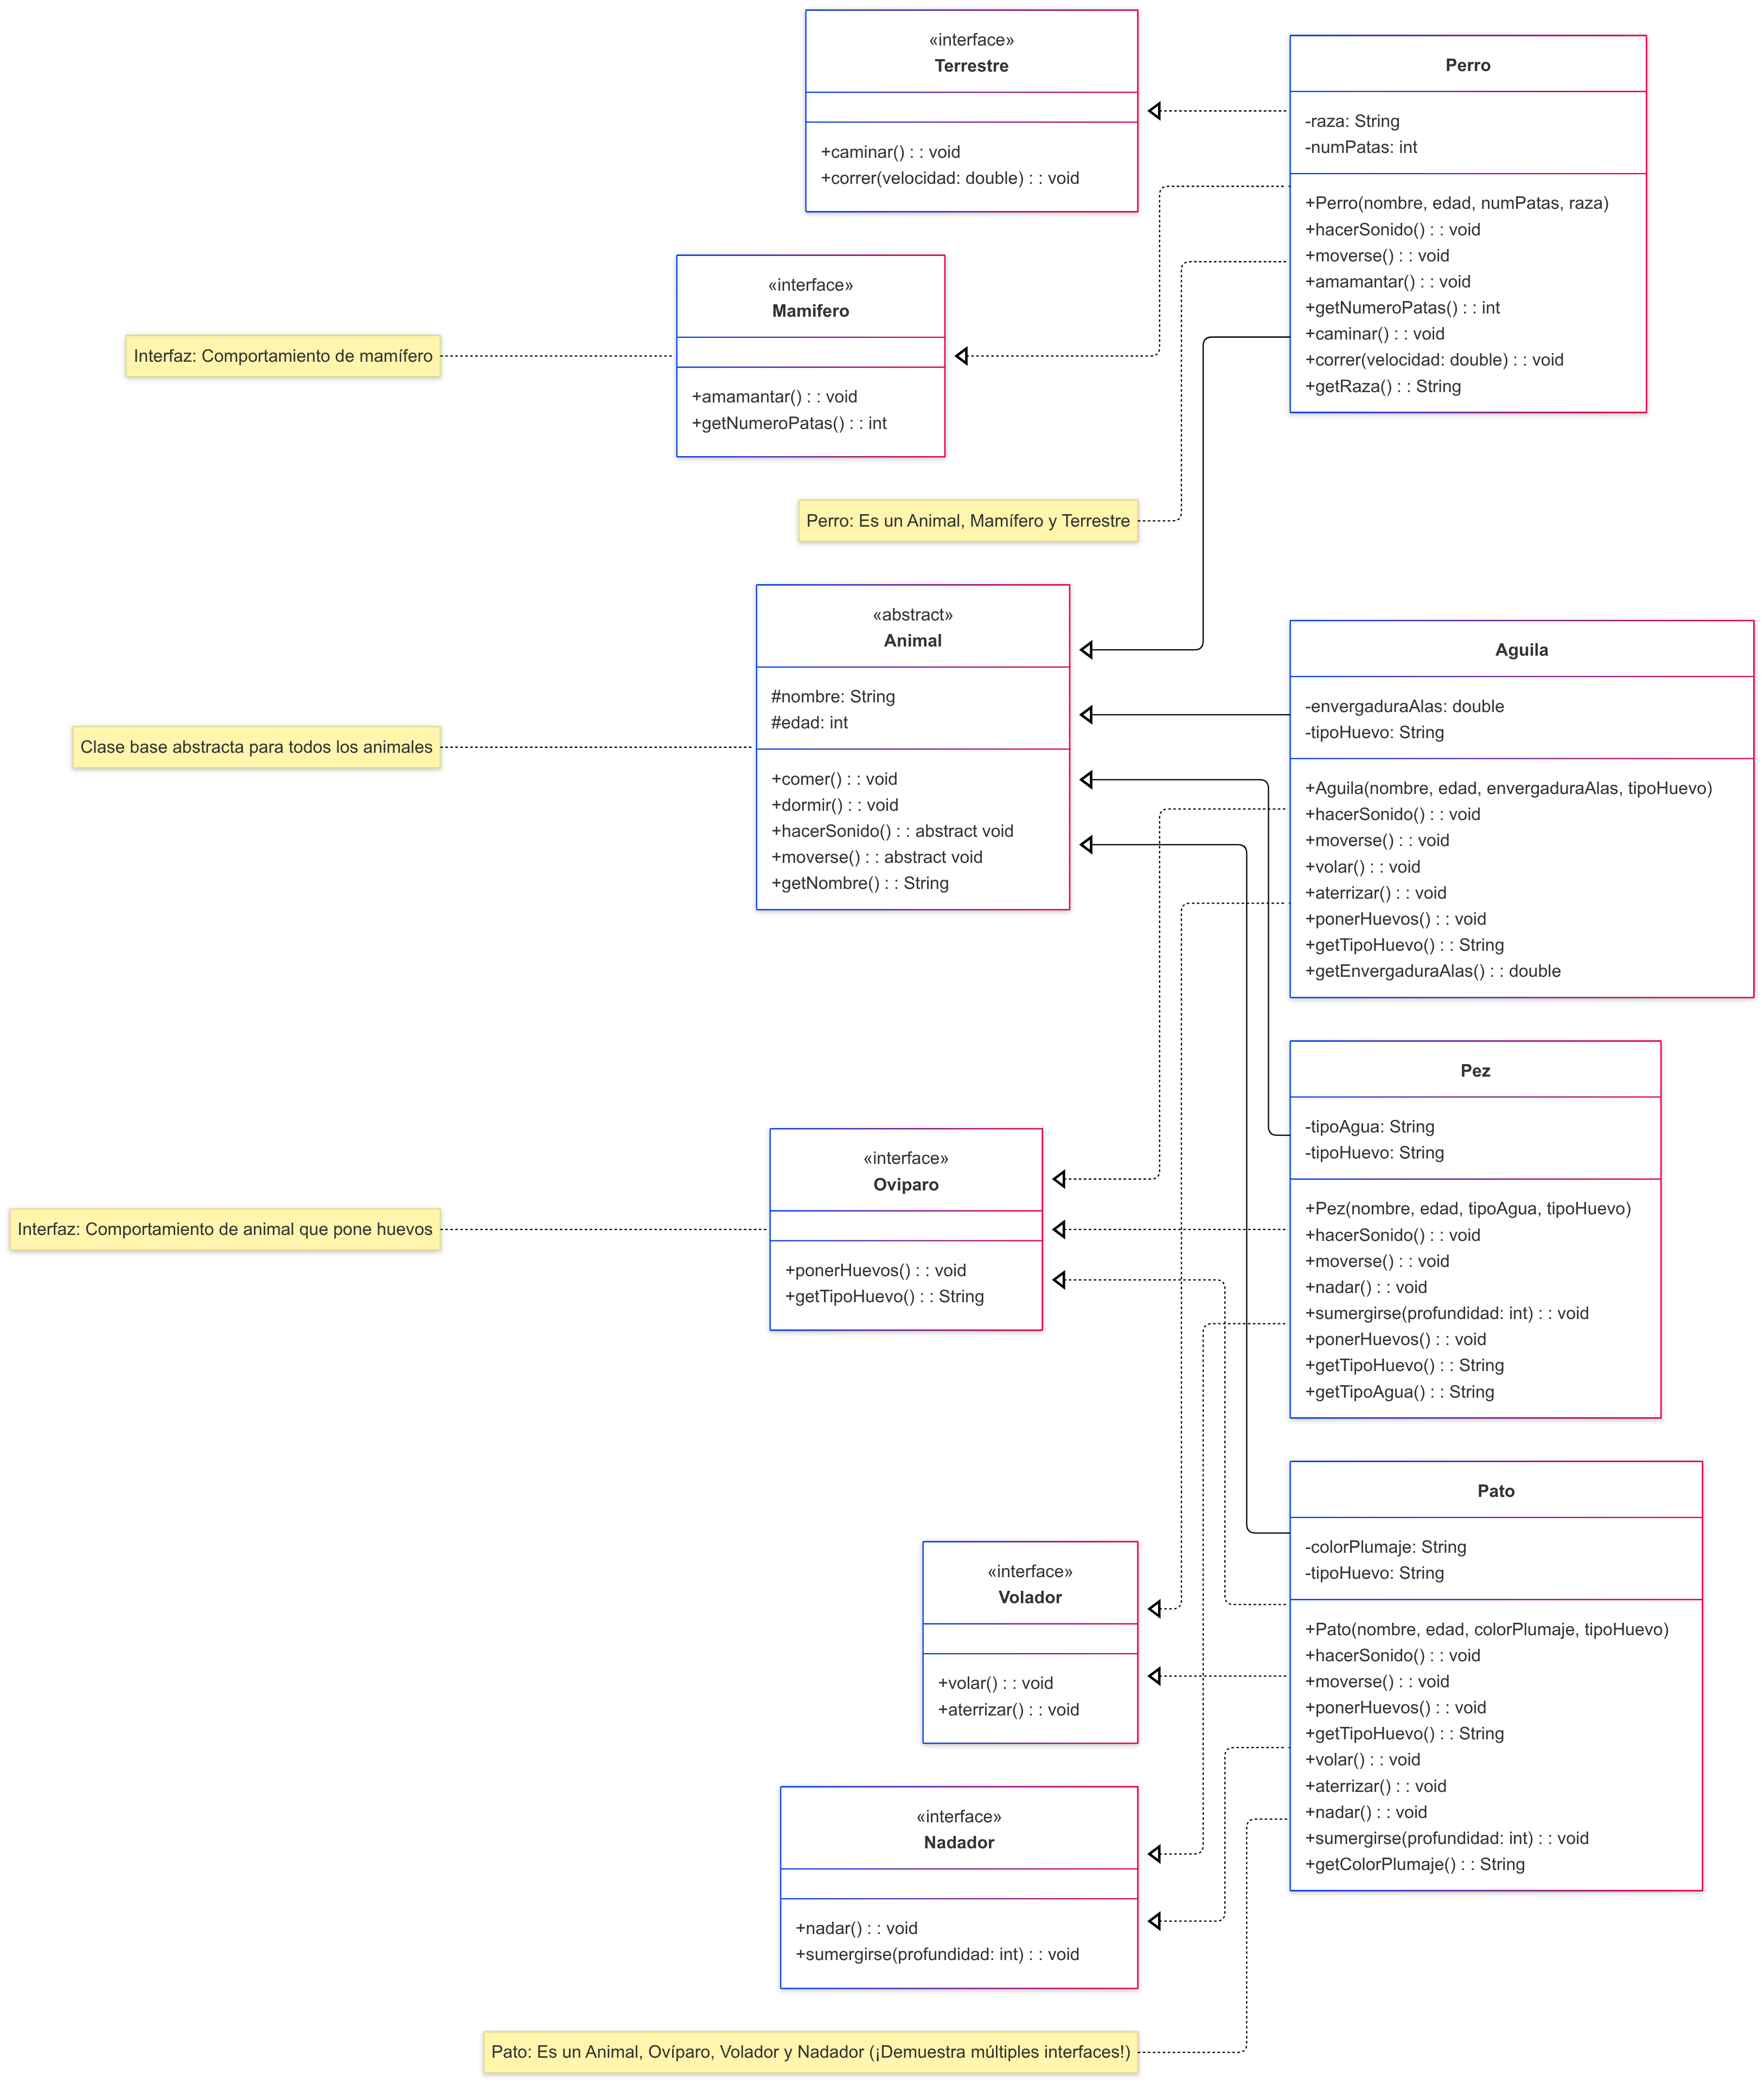 «interface»
Terrestre
+caminar() : : void
+correr(velocidad: double) : : void
Perro
-raza: String
-numPatas: int
+Perro(nombre, edad, numPatas, raza)
+hacerSonido() : : void
+moverse() : : void
+amamantar() : : void
+getNumeroPatas() : : int
+caminar() : : void
+correr(velocidad: double) : : void
+getRaza() : : String
«interface»
Mamifero
+amamantar() : : void
+getNumeroPatas() : : int
Interfaz: Comportamiento de mamífero
Perro: Es un Animal, Mamífero y Terrestre
«abstract»
Animal
#nombre: String
#edad: int
+comer() : : void
+dormir() : : void
+hacerSonido() : : abstract void
+moverse() : : abstract void
+getNombre() : : String
Clase base abstracta para todos los animales
Aguila
-envergaduraAlas: double
-tipoHuevo: String
+Aguila(nombre, edad, envergaduraAlas, tipoHuevo)
+hacerSonido() : : void
+moverse() : : void
+volar() : : void
+aterrizar() : : void
+ponerHuevos() : : void
+getTipoHuevo() : : String
+getEnvergaduraAlas() : : double
Pez
-tipoAgua: String
-tipoHuevo: String
+Pez(nombre, edad, tipoAgua, tipoHuevo)
+hacerSonido() : : void
+moverse() : : void
+nadar() : : void
+sumergirse(profundidad: int) : : void
+ponerHuevos() : : void
+getTipoHuevo() : : String
+getTipoAgua() : : String
«interface»
Oviparo
+ponerHuevos() : : void
+getTipoHuevo() : : String
Interfaz: Comportamiento de animal que pone huevos
Pato
-colorPlumaje: String
-tipoHuevo: String
+Pato(nombre, edad, colorPlumaje, tipoHuevo)
+hacerSonido() : : void
+moverse() : : void
+ponerHuevos() : : void
+getTipoHuevo() : : String
+volar() : : void
+aterrizar() : : void
+nadar() : : void
+sumergirse(profundidad: int) : : void
+getColorPlumaje() : : String
«interface»
Volador
+volar() : : void
+aterrizar() : : void
«interface»
Nadador
+nadar() : : void
+sumergirse(profundidad: int) : : void
Pato: Es un Animal, Ovíparo, Volador y Nadador (¡Demuestra múltiples interfaces!)